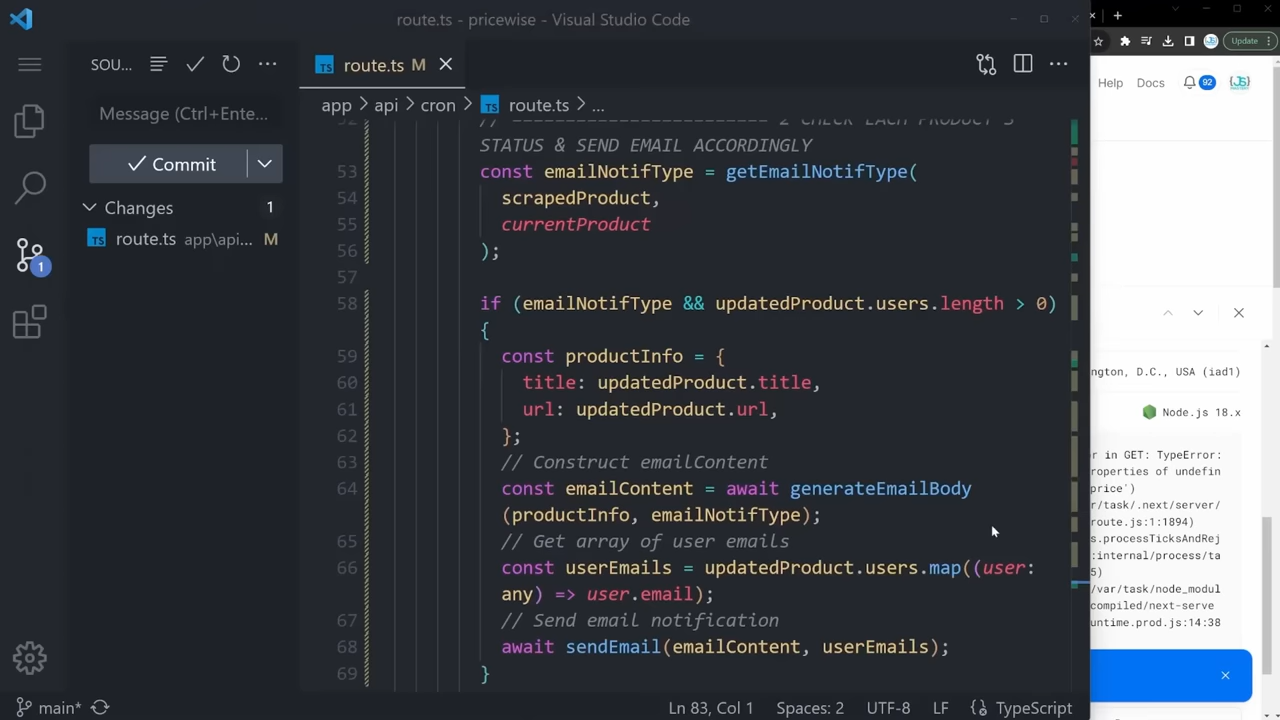 route.ts - pricewise - Visual Studio Code
SOU...
TS route.ts M
Update
Message (Ctrl+Ente...
app > api > cron > TS route.ts > ...
Help Docs 92
Commit
// ------------------------ 2 CHECK EACH PRODUCT'S
STATUS & SEND EMAIL ACCORDINGLY
Changes 1
TS route.ts app\api... M
1
53 const emailNotifType = getEmailNotifType(
54 scrapedProduct,
55 currentProduct
56 );
57
58 if (emailNotifType && updatedProduct.users.length > 0)
{
59 const productInfo = {
60 title: updatedProduct.title,
61 url: updatedProduct.url,
62 };
63 // Construct emailContent
64 const emailContent = await generateEmailBody
(productInfo, emailNotifType);
65 // Get array of user emails
66 const userEmails = updatedProduct.users.map((user:
any) => user.email);
67 // Send email notification
68 await sendEmail(emailContent, userEmails);
69 }
ngton, D.C., USA (iad1)
Node.js 18.x
r in GET: TypeError:
roperties of undefin
price')
r/task/.next/server/
route.js:1:1894)
s.processTicksAndRej
:internal/process/ta
5)
/var/task/node_modul
compiled/next-serve
untime.prod.js:14:38
main* Ln 83, Col 1 Spaces: 2 UTF-8 LF TypeScript